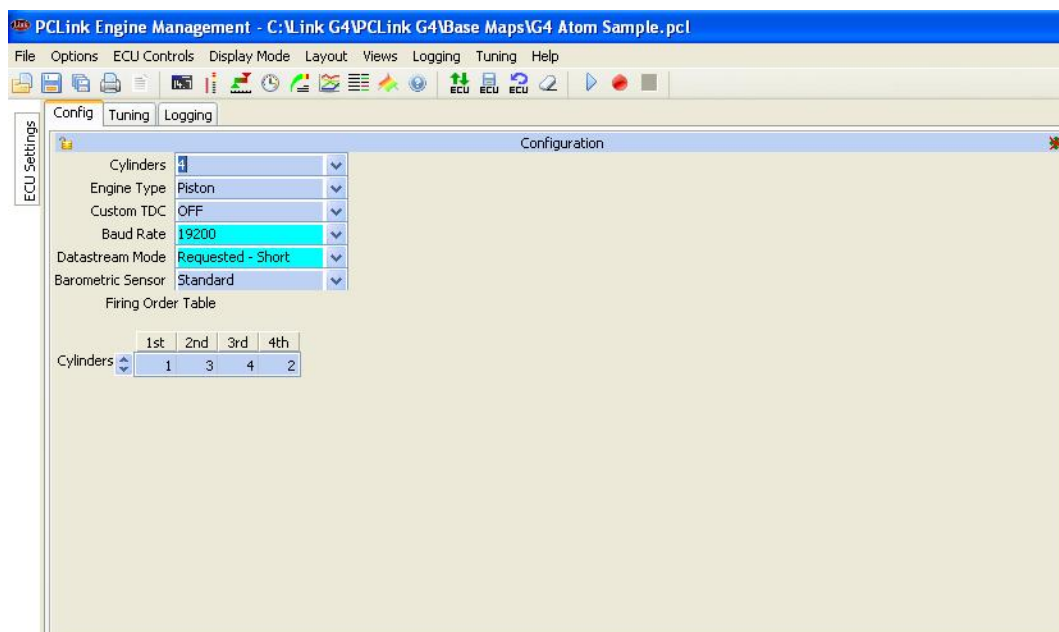 PCLink Engine Management - C:\Link G4\PCLink G4\Base Maps\G4 Atom Sample.pcl
File Options ECU Controls Display Mode Layout Views Logging Tuning Help
ECU ECU ECU
Config Tuning Logging
ECU Settings
Configuration
Cylinders 4
Engine Type Piston
Custom TDC OFF
Baud Rate 19200
Datastream Mode Requested - Short
Barometric Sensor Standard
Firing Order Table
1st 2nd 3rd 4th
Cylinders 1 3 4 2